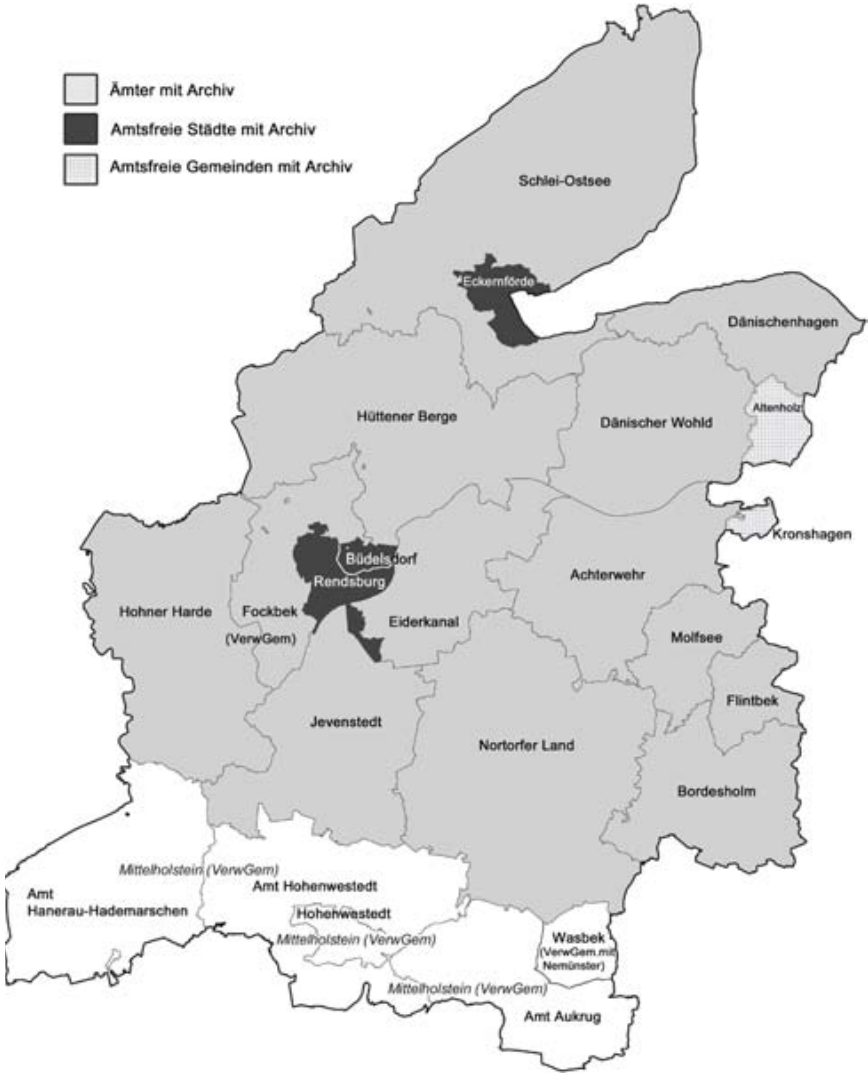 Ämter mit Archiv
Amtsfreie Städte mit Archiv
Amtsfreie Gemeinden mit Archiv
Schlei-Ostsee
Eckernförde
Dänischenhagen
Altenholz
Hüttener Berge
Dänischer Wohld
Kronshagen
Büdelsdorf
Rendsburg
Achterwehr
Hohner Harde
Fockbek
(VerwGem)
Eiderkanal
Molfsee
Flintbek
Jevenstedt
Nortorfer Land
Bordesholm
Mittelholstein (VerwGem)
Amt
Hanerau-Hademarschen
Amt Hohenwestedt
Hohenwestedt
Mittelholstein (VerwGem)
Wasbek
(VerwGem.mit
Nemünster)
Mittelholstein (VerwGem)
Amt Aukrug